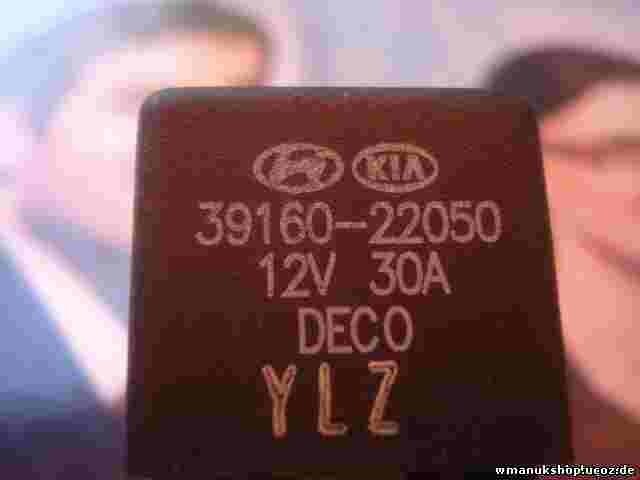 KIA
39160-22050
12V 30A
DECO
YLZ
wmanukshop.ucoz.de